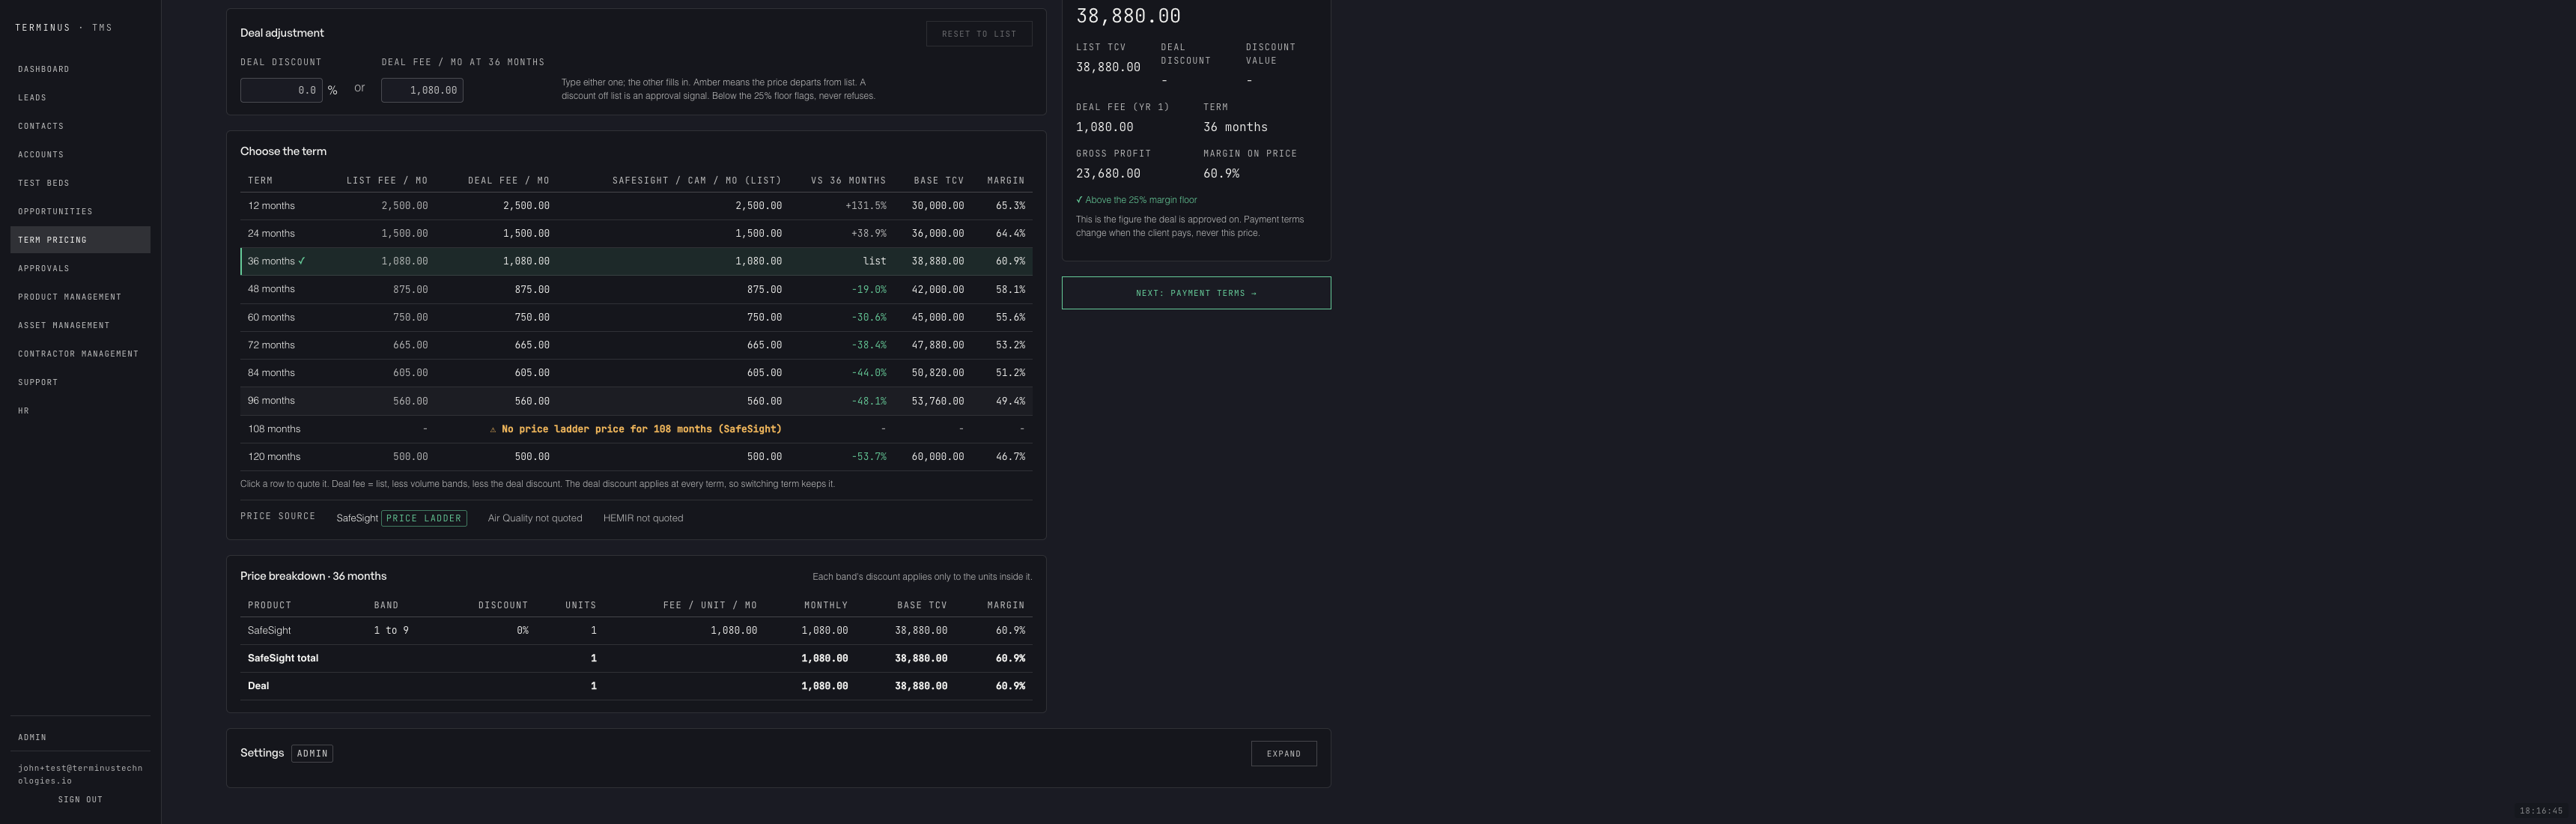 TERMINUS · TMS
DASHBOARD
LEADS
CONTACTS
ACCOUNTS
TEST BEDS
OPPORTUNITIES
TERM PRICING
APPROVALS
PRODUCT MANAGEMENT
ASSET MANAGEMENT
CONTRACTOR MANAGEMENT
SUPPORT
HR
ADMIN
john+test@terminustechn
ologies.io
SIGN OUT
Deal adjustment
RESET TO LIST
DEAL DISCOUNT
DEAL FEE / MO AT 36 MONTHS
0.0 % or 1,080.00
Type either one; the other fills in. Amber means the price departs from list. A
discount off list is an approval signal. Below the 25% floor flags, never refuses.
Choose the term
TERM LIST FEE / MO DEAL FEE / MO SAFESIGHT / CAM / MO (LIST) VS 36 MONTHS BASE TCV MARGIN
12 months 2,500.00 2,500.00 2,500.00 +131.5% 30,000.00 65.3%
24 months 1,500.00 1,500.00 1,500.00 +38.9% 36,000.00 64.4%
36 months ✓ 1,080.00 1,080.00 1,080.00 list 38,880.00 60.9%
48 months 875.00 875.00 875.00 -19.0% 42,000.00 58.1%
60 months 750.00 750.00 750.00 -30.6% 45,000.00 55.6%
72 months 665.00 665.00 665.00 -38.4% 47,880.00 53.2%
84 months 605.00 605.00 605.00 -44.0% 50,820.00 51.2%
96 months 560.00 560.00 560.00 -48.1% 53,760.00 49.4%
108 months - ⚠ No price ladder price for 108 months (SafeSight) - - -
120 months 500.00 500.00 500.00 -53.7% 60,000.00 46.7%
Click a row to quote it. Deal fee = list, less volume bands, less the deal discount. The deal discount applies at every term, so switching term keeps it.
PRICE SOURCE SafeSight PRICE LADDER Air Quality not quoted HEMIR not quoted
Price breakdown · 36 months
Each band's discount applies only to the units inside it.
PRODUCT BAND DISCOUNT UNITS FEE / UNIT / MO MONTHLY BASE TCV MARGIN
SafeSight 1 to 9 0% 1 1,080.00 1,080.00 38,880.00 60.9%
SafeSight total 1 1,080.00 38,880.00 60.9%
Deal 1 1,080.00 38,880.00 60.9%
Settings ADMIN
EXPAND
38,880.00
LIST TCV
38,880.00
DEAL
DISCOUNT
-
DISCOUNT
VALUE
-
DEAL FEE (YR 1)
1,080.00
TERM
36 months
GROSS PROFIT
23,680.00
MARGIN ON PRICE
60.9%
✓ Above the 25% margin floor
This is the figure the deal is approved on. Payment terms
change when the client pays, never this price.
NEXT: PAYMENT TERMS →
18:16:45